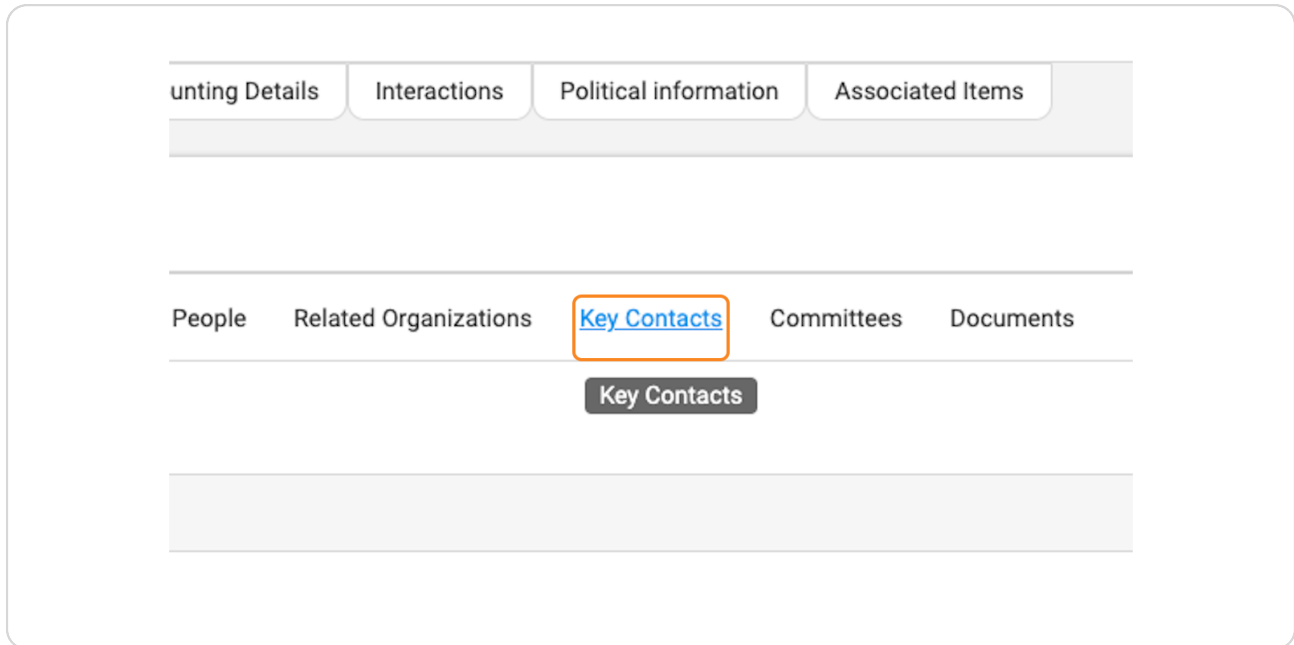 unting Details Interactions Political information Associated Items
People Related Organizations Key Contacts Committees Documents
Key Contacts